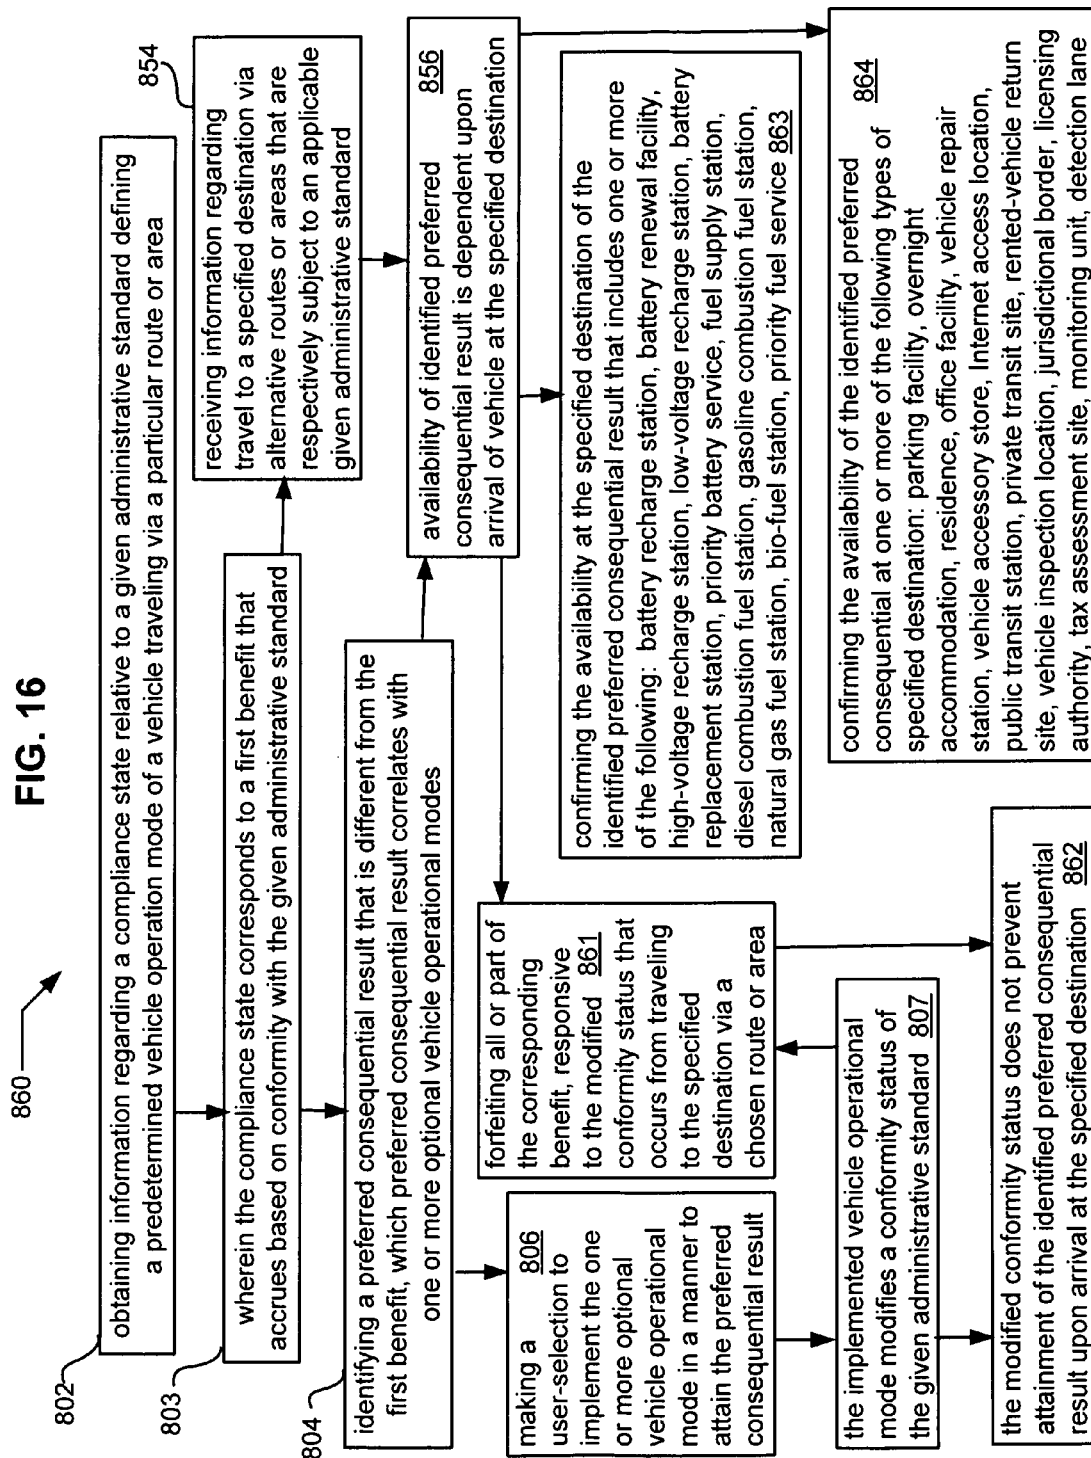 FIG. 16
860
802
obtaining information regarding a compliance state relative to a given administrative standard defining
a predetermined vehicle operation mode of a vehicle traveling via a particular route or area
803
wherein the compliance state corresponds to a first benefit that
accrues based on conformity with the given administrative standard
854
receiving information regarding
travel to a specified destination via
alternative routes or areas that are
respectively subject to an applicable
given administrative standard
804
identifying a preferred consequential result that is different from the
first benefit, which preferred consequential result correlates with
one or more optional vehicle operational modes
availability of identified preferred 856
consequential result is dependent upon
arrival of vehicle at the specified destination
making a 806
user-selection to
implement the one
or more optional
vehicle operational
mode in a manner to
attain the preferred
consequential result
forfeiting all or part of
the corresponding
benefit, responsive
to the modified 861
conformity status that
occurs from traveling
to the specified
destination via a
chosen route or area
confirming the availability at the specified destination of the
identified preferred consequential result that includes one or more
of the following: battery recharge station, battery renewal facility,
high-voltage recharge station, low-voltage recharge station, battery
replacement station, priority battery service, fuel supply station,
diesel combustion fuel station, gasoline combustion fuel station,
natural gas fuel station, bio-fuel station, priority fuel service 863
the implemented vehicle operational
mode modifies a conformity status of
the given administrative standard 807
the modified conformity status does not prevent
attainment of the identified preferred consequential
result upon arrival at the specified destination 862
confirming the availability of the identified preferred 864
consequential at one or more of the following types of
specified destination: parking facility, overnight
accommodation, residence, office facility, vehicle repair
station, vehicle accessory store, Internet access location,
public transit station, private transit site, rented-vehicle return
site, vehicle inspection location, jurisdictional border, licensing
authority, tax assessment site, monitoring unit, detection lane